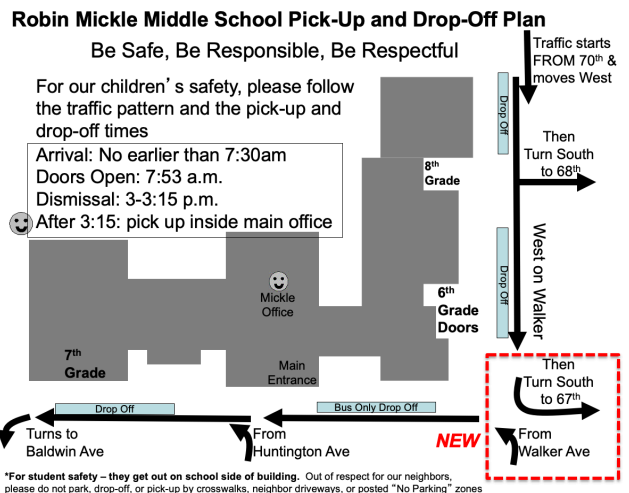 Robin Mickle Middle School Pick-Up and Drop-Off Plan
Be Safe, Be Responsible, Be Respectful
Traffic starts
FROM 70th &
moves West
For our children's safety, please follow
the traffic pattern and the pick-up and
drop-off times
Arrival: No earlier than 7:30am
Doors Open: 7:53 a.m.
Dismissal: 3-3:15 p.m.
After 3:15: pick up inside main office
Drop Off
Then
Turn South
to 68th
8th
Grade
West on Walker
Drop Off
Mickle
Office
6th
Grade
Doors
7th
Grade
Main
Entrance
Then
Turn South
to 67th
Drop Off
Bus Only Drop Off
Turns to
Baldwin Ave
From
Huntington Ave
NEW
From
Walker Ave
*For student safety – they get out on school side of building. Out of respect for our neighbors,
please do not park, drop-off, or pick-up by crosswalks, neighbor driveways, or posted "No Parking" zones